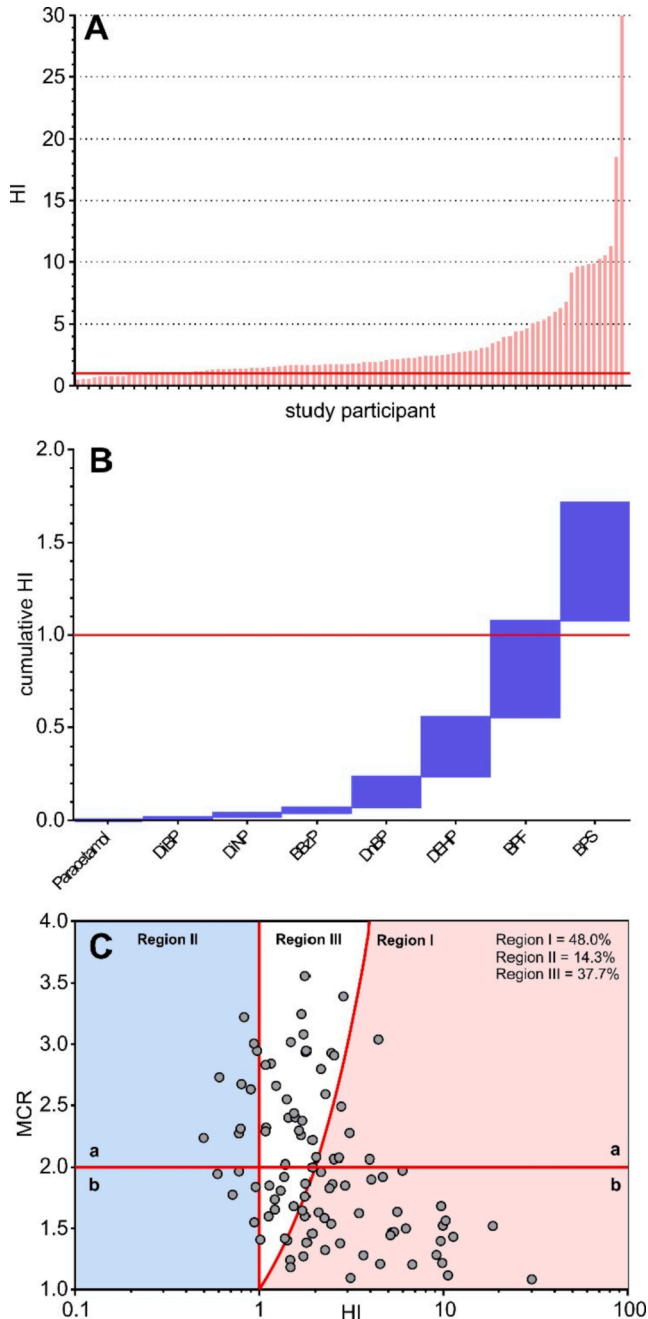 A
30
25
20
15
10
5
0
HI
study participant
B
2.0
1.5
1.0
0.5
0.0
cumulative HI
Paracetamol
DiBP
DiNP
BBzP
DnBP
DEHP
BPF
BPS
C
Region II
Region III
Region I
Region I = 48.0%
Region II = 14.3%
Region III = 37.7%
4.0
3.5
3.0
2.5
2.0
1.5
1.0
MCR
a
a
b
b
0.1
1
10
100
HI